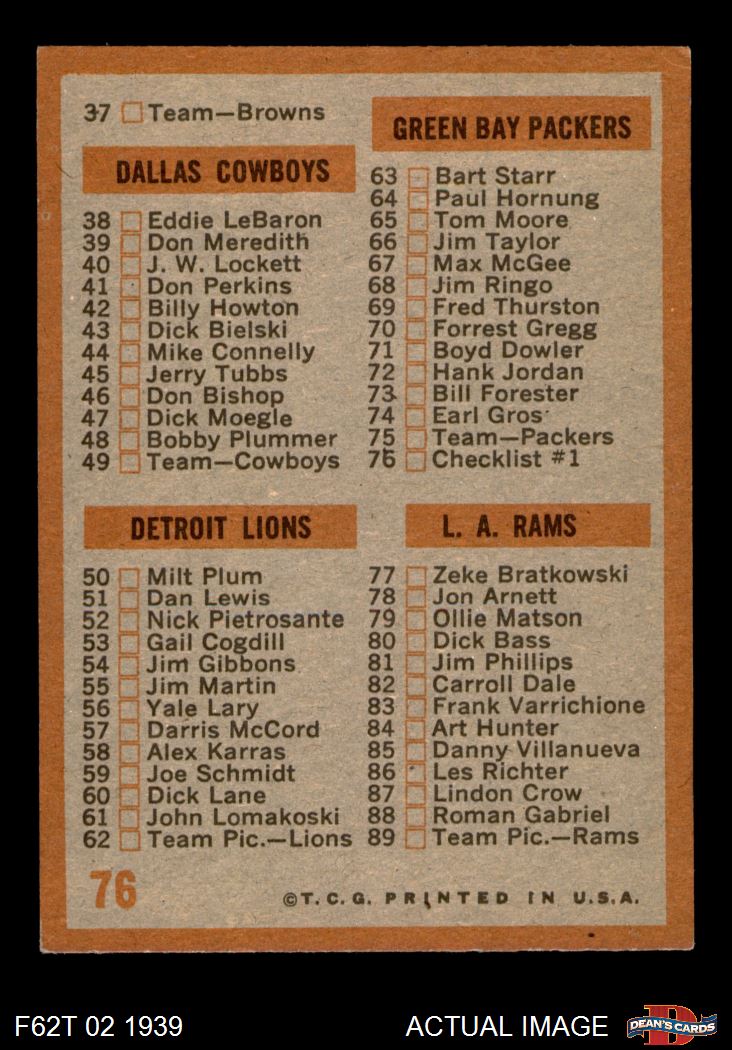 37 Team—Browns
DALLAS COWBOYS
38 Eddie LeBaron
39 Don Meredith
40 J. W. Lockett
41 Don Perkins
42 Billy Howton
43 Dick Bielski
44 Mike Connelly
45 Jerry Tubbs
46 Don Bishop
47 Dick Moegle
48 Bobby Plummer
49 Team—Cowboys
DETROIT LIONS
50 Milt Plum
51 Dan Lewis
52 Nick Pietrosante
53 Gail Cogdill
54 Jim Gibbons
55 Jim Martin
56 Yale Lary
57 Darris McCord
58 Alex Karras
59 Joe Schmidt
60 Dick Lane
61 John Lomakoski
62 Team Pic.—Lions
GREEN BAY PACKERS
63 Bart Starr
64 Paul Hornung
65 Tom Moore
66 Jim Taylor
67 Max McGee
68 Jim Ringo
69 Fred Thurston
70 Forrest Gregg
71 Boyd Dowler
72 Hank Jordan
73 Bill Forester
74 Earl Gros
75 Team—Packers
76 Checklist #1
L. A. RAMS
77 Zeke Bratkowski
78 Jon Arnett
79 Ollie Matson
80 Dick Bass
81 Jim Phillips
82 Carroll Dale
83 Frank Varrichione
84 Art Hunter
85 Danny Villanueva
86 Les Richter
87 Lindon Crow
88 Roman Gabriel
89 Team Pic.—Rams
76
©T. C. G. PRINTED IN U.S.A.
F62T 02 1939
ACTUAL IMAGE
DEAN'S CARDS